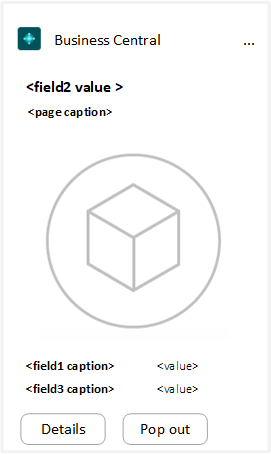 Business Central ...
<field2 value >
<page caption>
<field1 caption> <value>
<field3 caption> <value>
Details Pop out